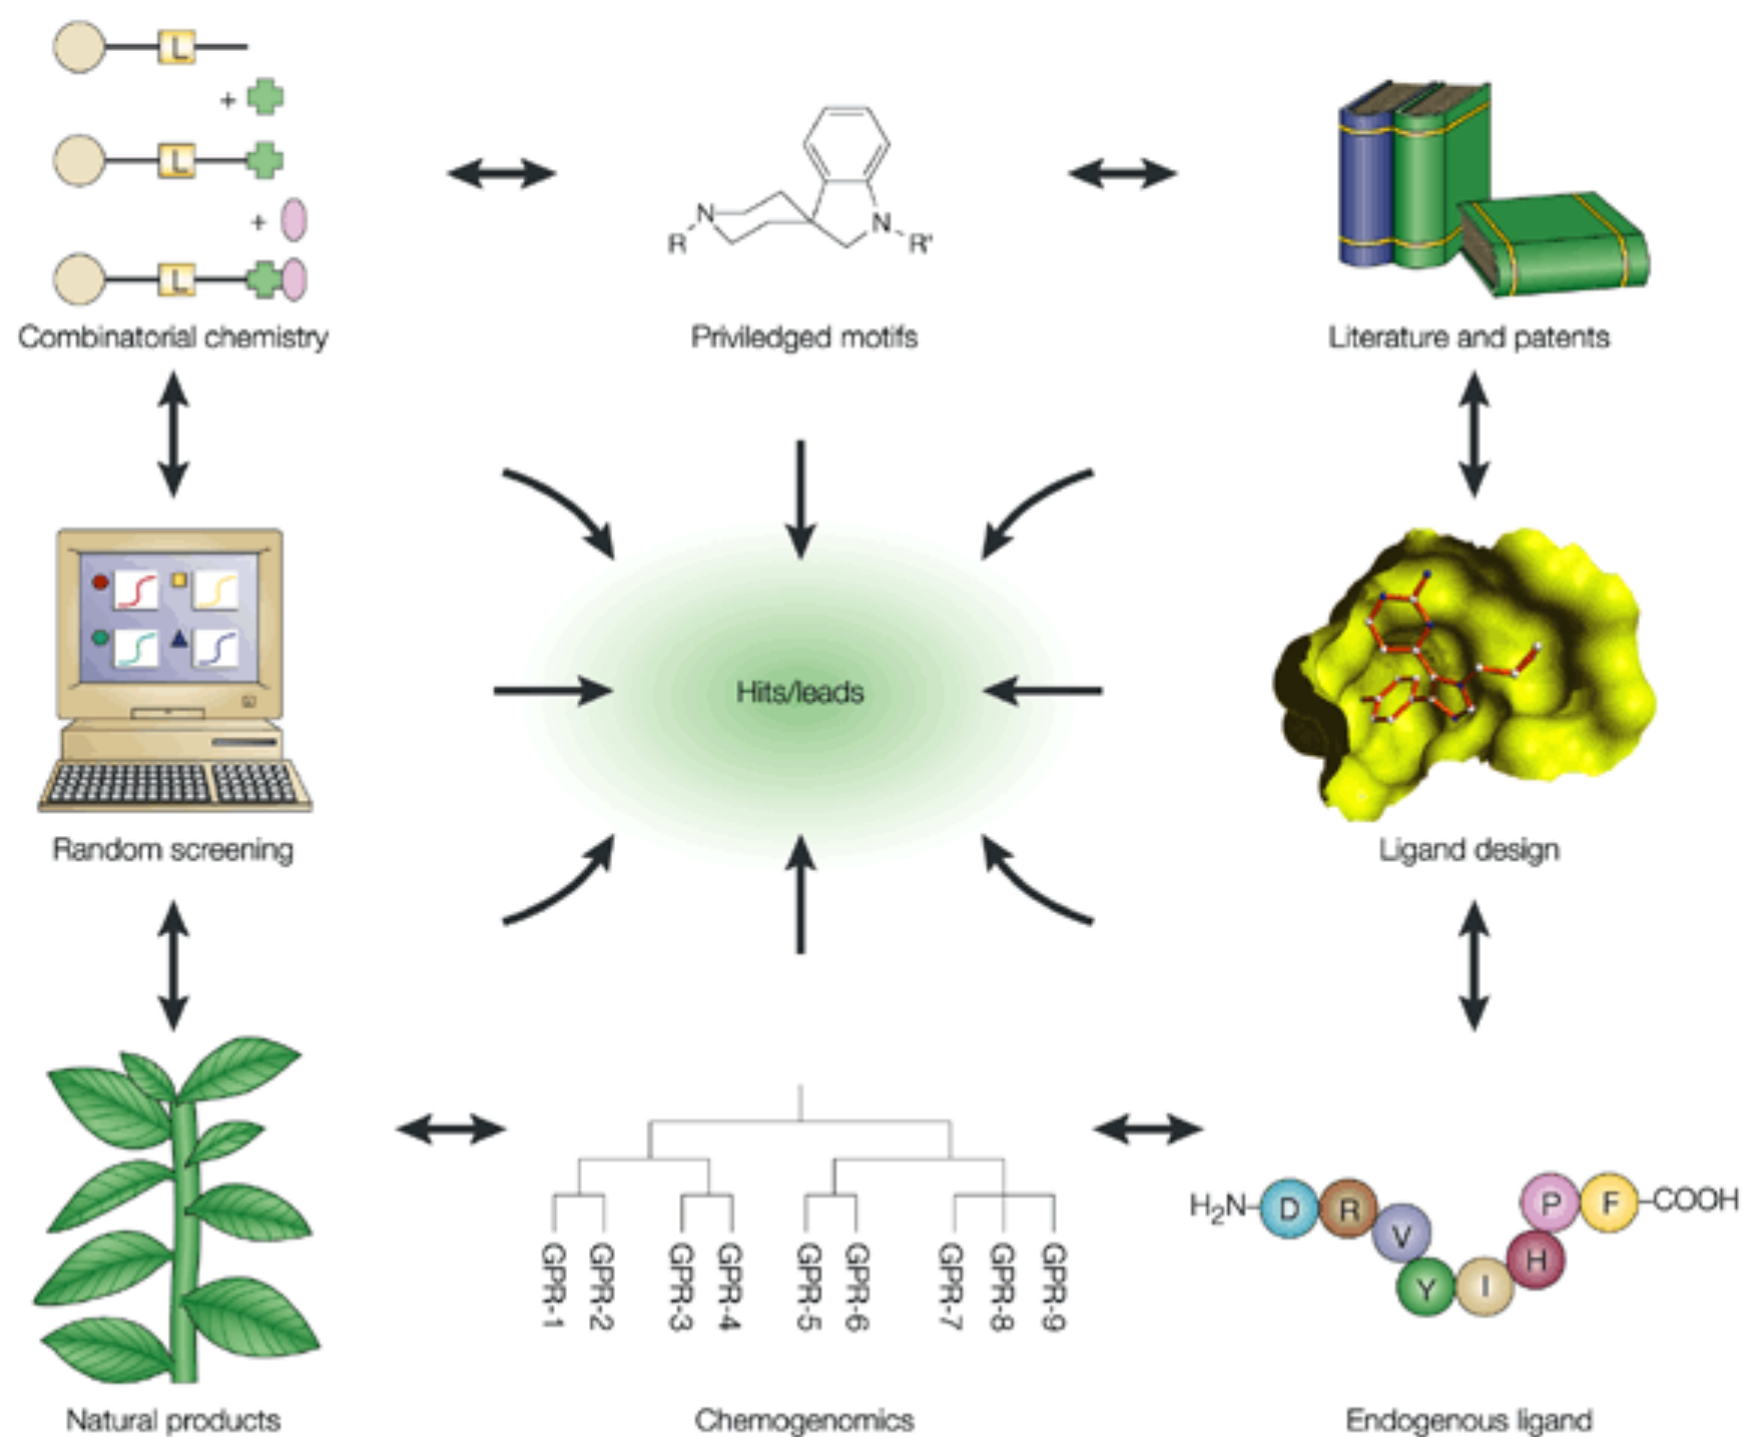 L
+
L
+
L
Combinatorial chemistry
N
R
N
R'
Priviledged motifs
Literature and patents
Random screening
Hits/leads
Ligand design
Natural products
GPR-1
GPR-2
GPR-3
GPR-4
GPR-5
GPR-6
GPR-7
GPR-8
GPR-9
Chemogenomics
H₂N-D R V Y I H P F-COOH
Endogenous ligand